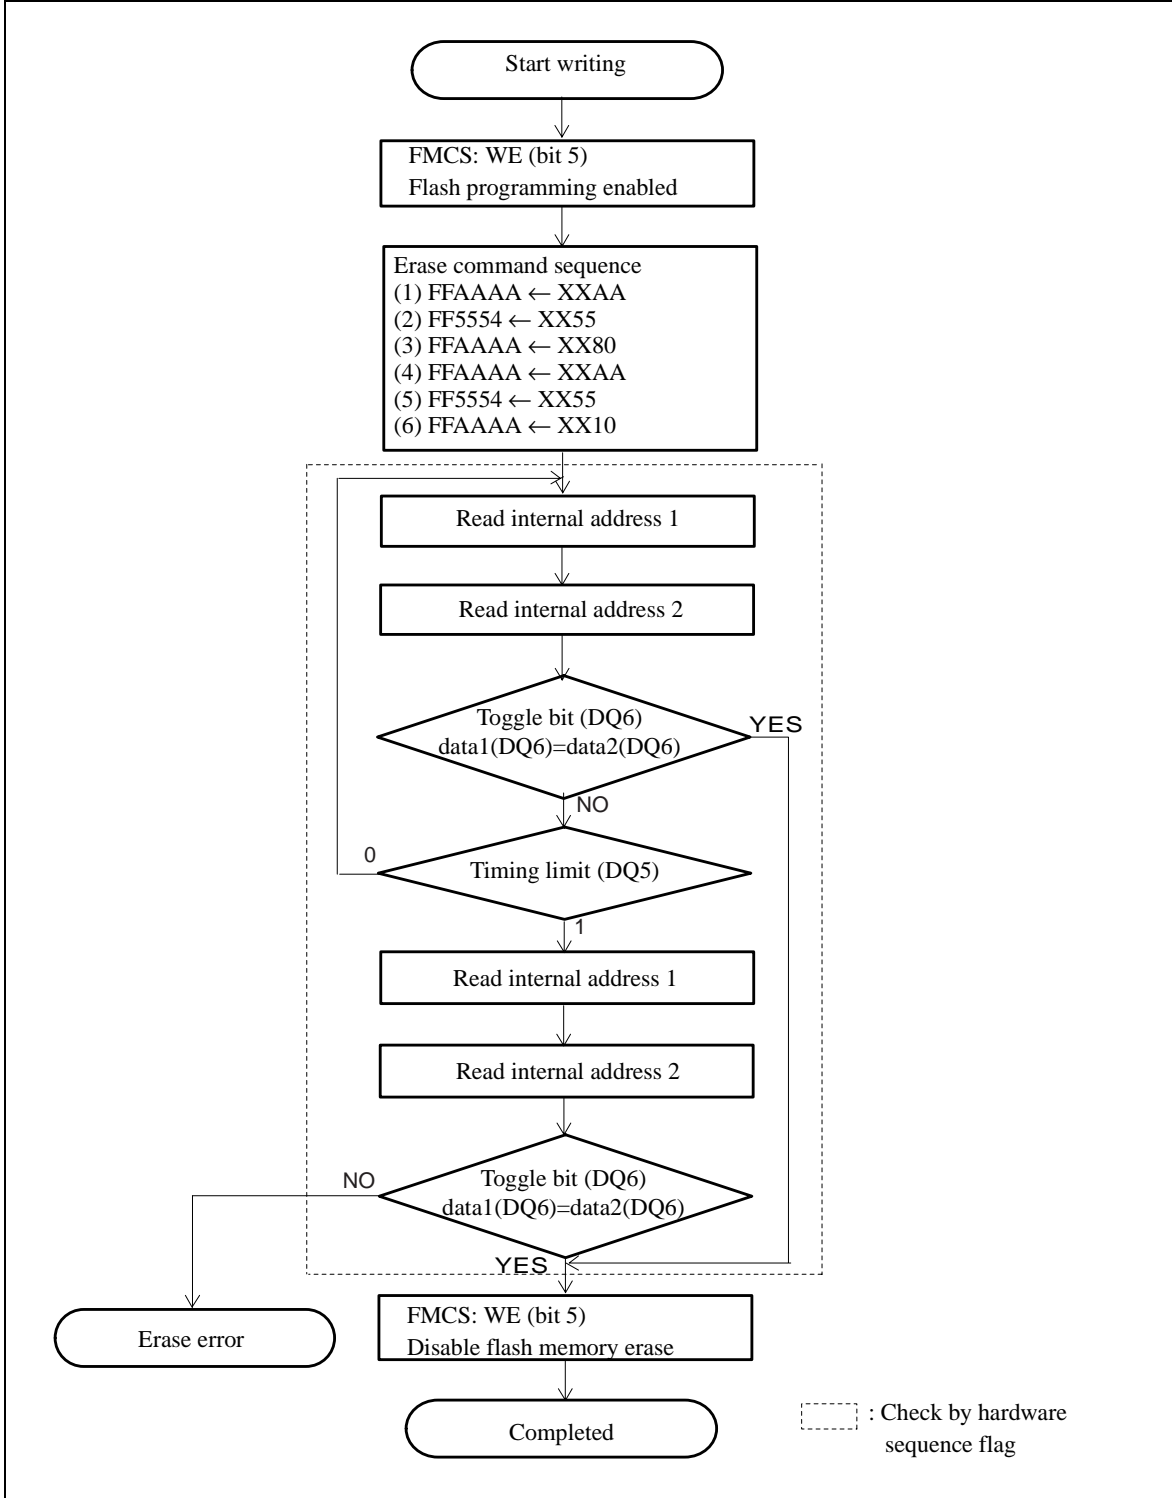 Start writing
FMCS: WE (bit 5)
Flash programming enabled
Erase command sequence
(1) FFAAAA ← XXAA
(2) FF5554 ← XX55
(3) FFAAAA ← XX80
(4) FFAAAA ← XXAA
(5) FF5554 ← XX55
(6) FFAAAA ← XX10
Read internal address 1
Read internal address 2
Toggle bit (DQ6)
data1(DQ6)=data2(DQ6)
YES
NO
0
Timing limit (DQ5)
1
Read internal address 1
Read internal address 2
NO
Toggle bit (DQ6)
data1(DQ6)=data2(DQ6)
YES
FMCS: WE (bit 5)
Disable flash memory erase
Erase error
Completed
: Check by hardware
sequence flag